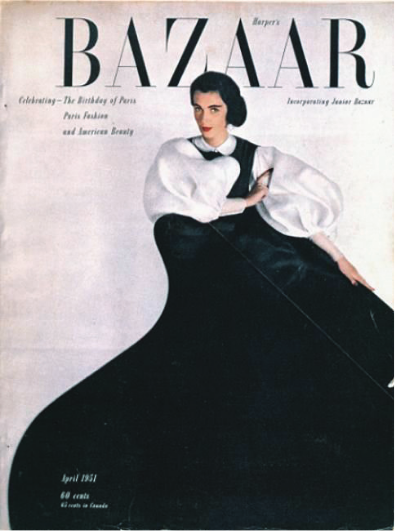 Harper's
BAZAAR
Celebrating—The Birthday of Paris
Paris Fashion
and American Beauty
Incorporating Junior Bazaar
April 1951
60 cents
65 cents in Canada